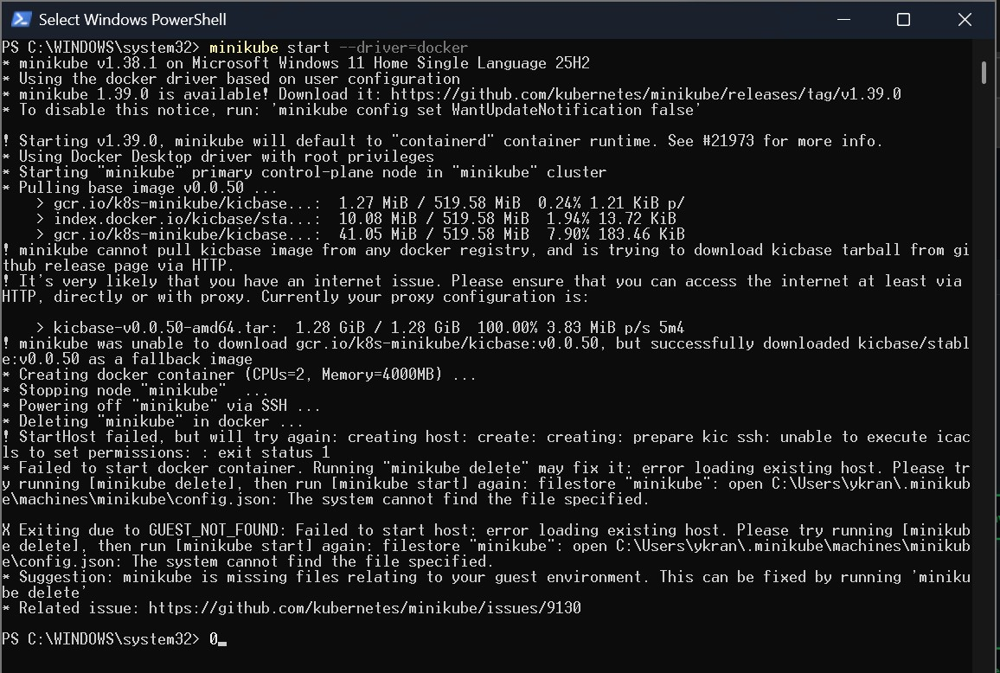 Select Windows PowerShell
PS C:\WINDOWS\system32> minikube start --driver=docker
* minikube v1.38.1 on Microsoft Windows 11 Home Single Language 25H2
* Using the docker driver based on user configuration
* minikube 1.39.0 is available! Download it: https://github.com/kubernetes/minikube/releases/tag/v1.39.0
* To disable this notice, run: 'minikube config set WantUpdateNotification false'
! Starting v1.39.0, minikube will default to "containerd" container runtime. See #21973 for more info.
* Using Docker Desktop driver with root privileges
* Starting "minikube" primary control-plane node in "minikube" cluster
* Pulling base image v0.0.50 ...
    > gcr.io/k8s-minikube/kicbase...:  1.27 MiB / 519.58 MiB  0.24% 1.21 KiB p/
    > index.docker.io/kicbase/sta...:  10.08 MiB / 519.58 MiB  1.94% 13.72 KiB
    > gcr.io/k8s-minikube/kicbase...:  41.05 MiB / 519.58 MiB  7.90% 183.46 KiB
! minikube cannot pull kicbase image from any docker registry, and is trying to download kicbase tarball from gi
thub release page via HTTP.
! It's very likely that you have an internet issue. Please ensure that you can access the internet at least via
HTTP, directly or with proxy. Currently your proxy configuration is:
    > kicbase-v0.0.50-amd64.tar:  1.28 GiB / 1.28 GiB  100.00% 3.83 MiB p/s 5m4
! minikube was unable to download gcr.io/k8s-minikube/kicbase:v0.0.50, but successfully downloaded kicbase/stabl
e:v0.0.50 as a fallback image
* Creating docker container (CPUs=2, Memory=4000MB) ...
* Stopping node "minikube"  ...
* Powering off "minikube" via SSH ...
* Deleting "minikube" in docker ...
! StartHost failed, but will try again: creating host: create: creating: prepare kic ssh: unable to execute icac
ls to set permissions: : exit status 1
* Failed to start docker container. Running "minikube delete" may fix it: error loading existing host. Please tr
y running [minikube delete], then run [minikube start] again: filestore "minikube": open C:\Users\ykran\.minikub
e\machines\minikube\config.json: The system cannot find the file specified.
X Exiting due to GUEST_NOT_FOUND: Failed to start host: error loading existing host. Please try running [minikub
e delete], then run [minikube start] again: filestore "minikube": open C:\Users\ykran\.minikube\machines\minikub
e\config.json: The system cannot find the file specified.
* Suggestion: minikube is missing files relating to your guest environment. This can be fixed by running 'miniku
be delete'
* Related issue: https://github.com/kubernetes/minikube/issues/9130
PS C:\WINDOWS\system32> 0